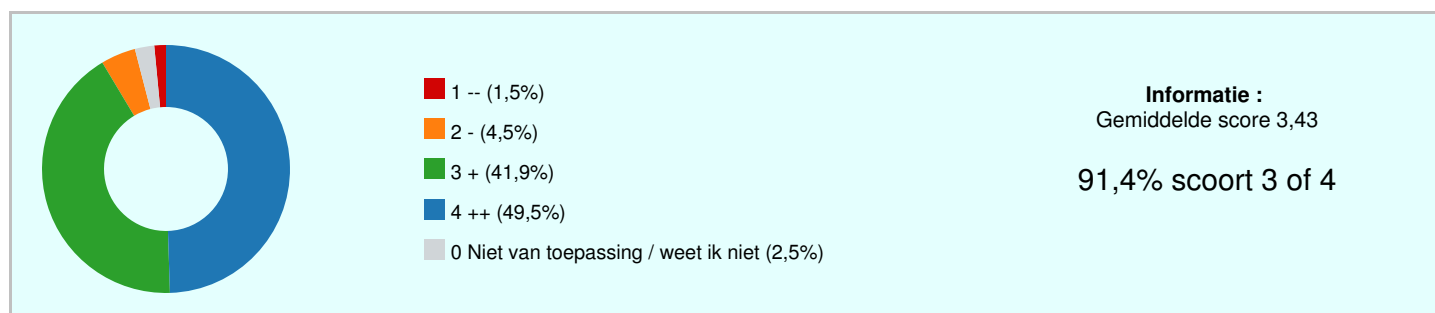 1 -- (1,5%)
2 - (4,5%)
3 + (41,9%)
4 ++ (49,5%)
0 Niet van toepassing / weet ik niet (2,5%)
Informatie :
Gemiddelde score 3,43
91,4% scoort 3 of 4